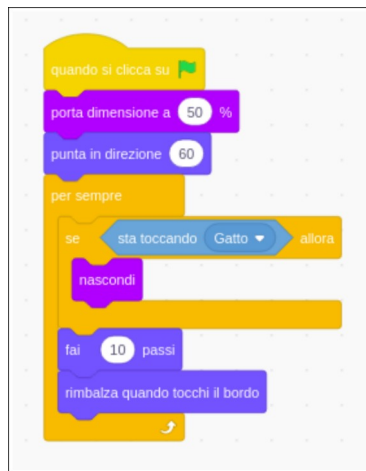 quando si clicca su
porta dimensione a 50 %
punta in direzione 60
per sempre
se sta toccando Gatto allora
nascondi
fai 10 passi
rimbalza quando tocchi il bordo